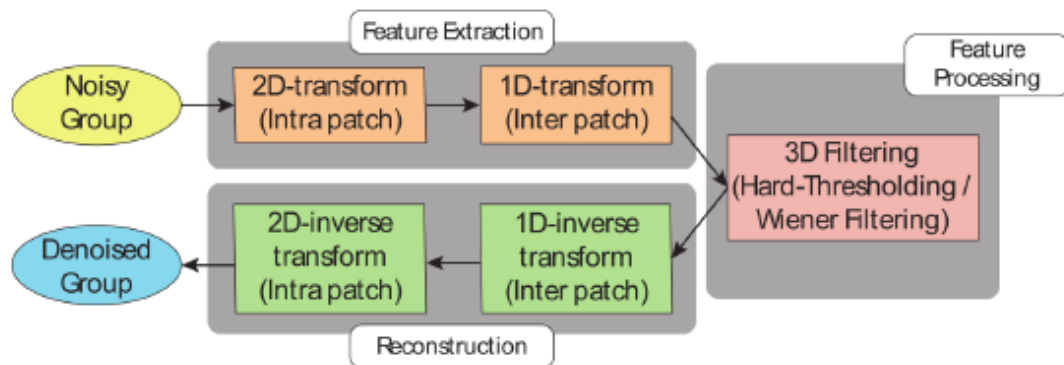 Feature Extraction
Feature
Processing
Noisy
Group
2D-transform
(Intra patch)
1D-transform
(Inter patch)
3D Filtering
(Hard-Thresholding /
Wiener Filtering)
Denoised
Group
2D-inverse
transform
(Intra patch)
1D-inverse
transform
(Inter patch)
Reconstruction